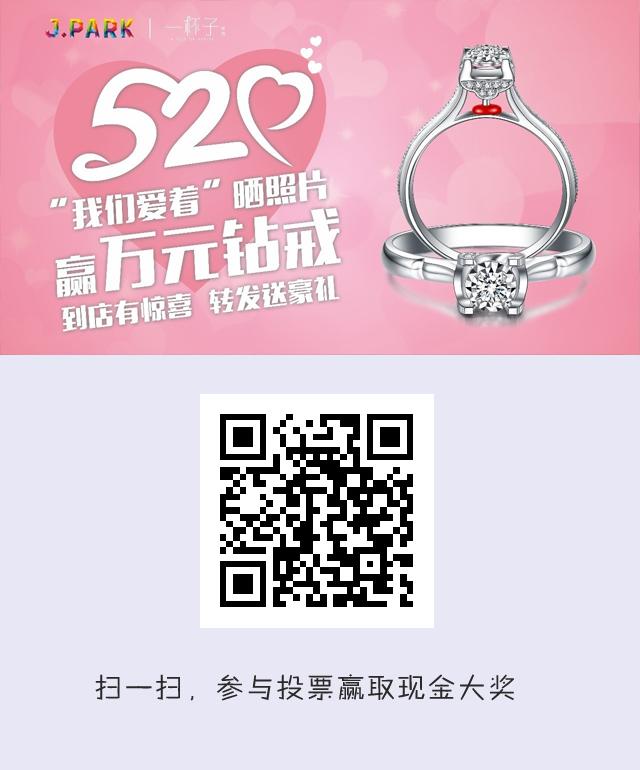 J.PARK | 一杯子
520
“我们爱着”晒照片
赢万元钻戒
到店有惊喜 转发送豪礼
扫一扫，参与投票赢取现金大奖